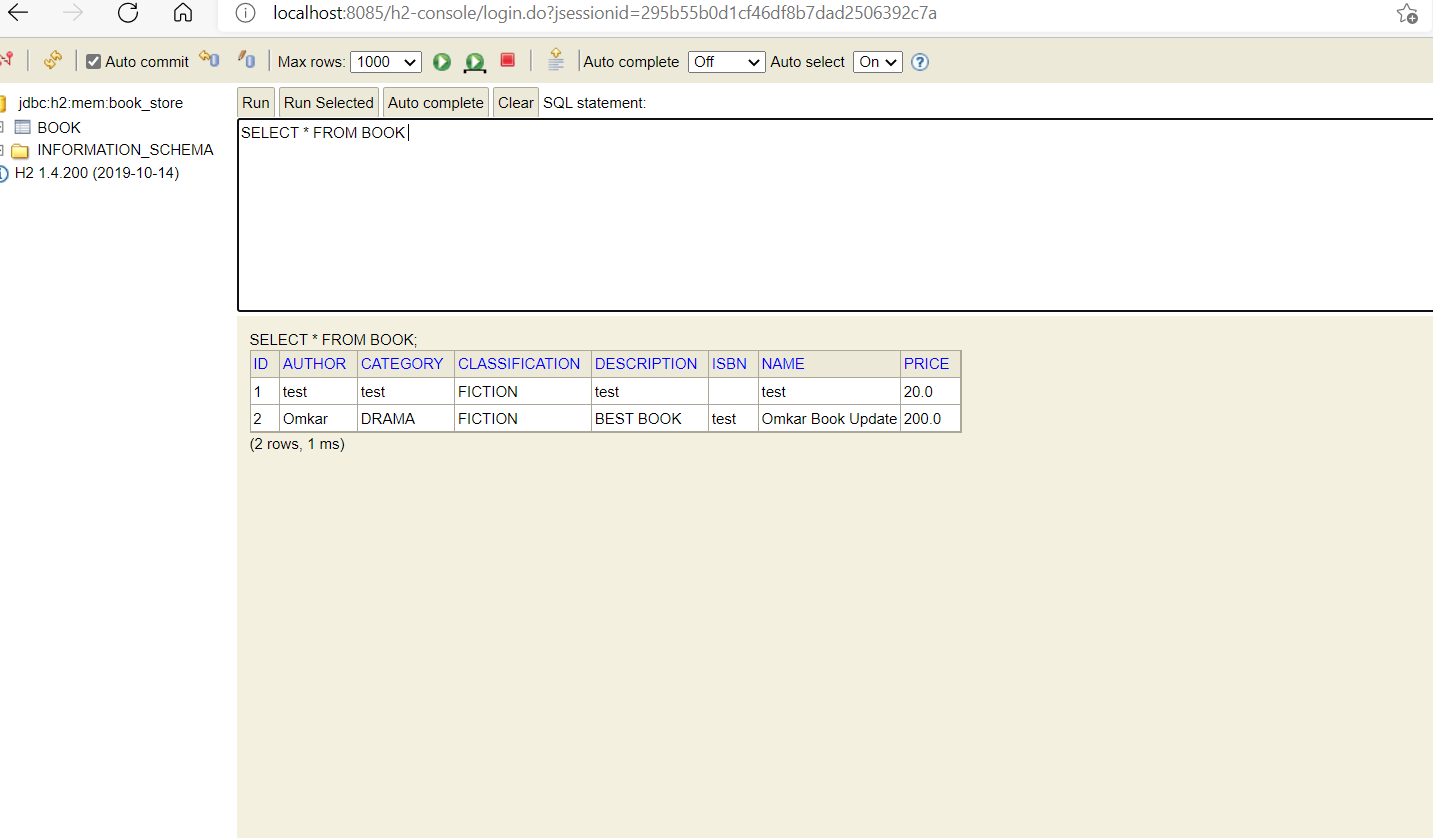 localhost:8085/h2-console/login.do?jsessionid=295b55b0d1cf46df8b7dad2506392c7a
Auto commit Max rows: 1000 Auto complete Off Auto select On ?
jdbc:h2:mem:book_store
BOOK
INFORMATION_SCHEMA
H2 1.4.200 (2019-10-14)
Run Run Selected Auto complete Clear SQL statement:
SELECT * FROM BOOK
SELECT * FROM BOOK;
ID AUTHOR CATEGORY CLASSIFICATION DESCRIPTION ISBN NAME PRICE
1 test test FICTION test test 20.0
2 Omkar DRAMA FICTION BEST BOOK test Omkar Book Update 200.0
(2 rows, 1 ms)